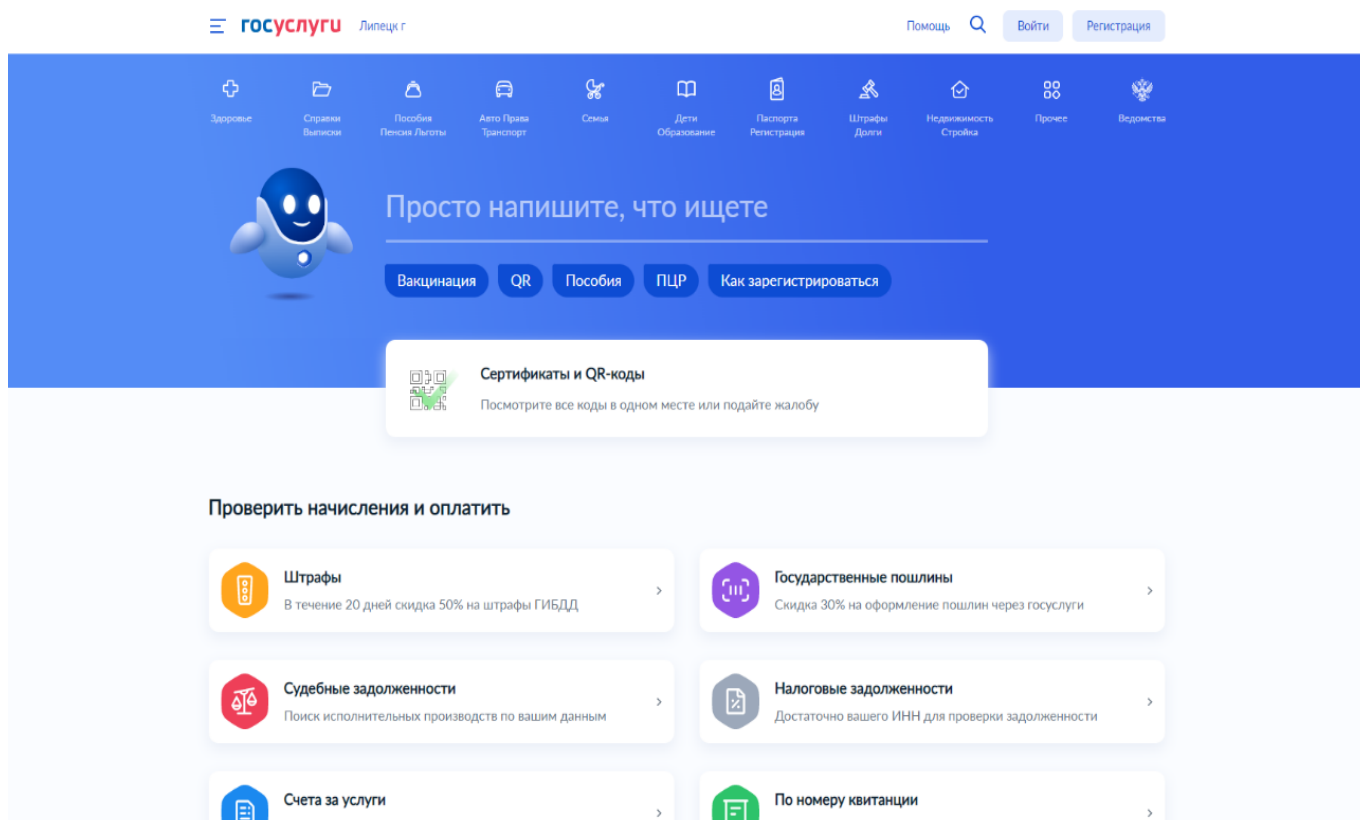 госуслуги Липецк г Помощь Войти Регистрация
Здоровье Справки Пособия Авто Права Семья Дети Паспорта Штрафы Недвижимость Прочее Ведомства
Выписки Пенсия Льготы Транспорт Образование Регистрация Долги Стройка
Просто напишите, что ищете
Вакцинация QR Пособия ПЦР Как зарегистрироваться
Сертификаты и QR-коды
Посмотрите все коды в одном месте или подайте жалобу
Проверить начисления и оплатить
Штрафы
В течение 20 дней скидка 50% на штрафы ГИБДД
Государственные пошлины
Скидка 30% на оформление пошлин через госуслуги
Судебные задолженности
Поиск исполнительных производств по вашим данным
Налоговые задолженности
Достаточно вашего ИНН для проверки задолженности
Счета за услуги
По номеру квитанции